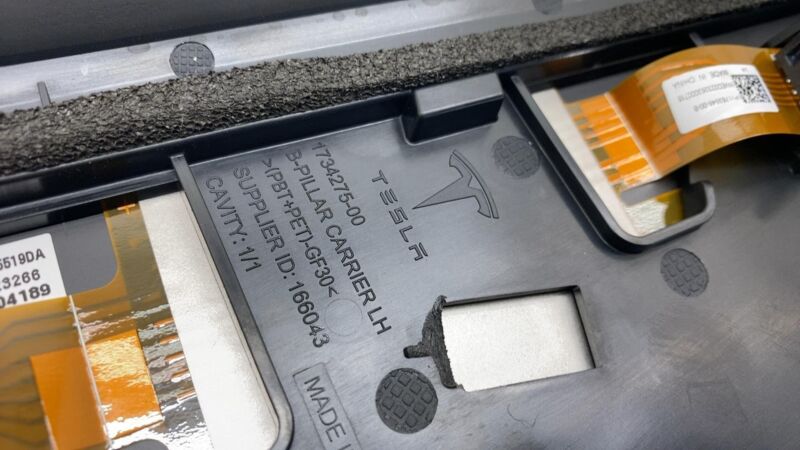 TESLA
1734275-00
B-PILLAR CARRIER LH
>(PBT+PET)-GF30<
SUPPLIER ID: 166043
CAVITY: 1/1
MADE
5519DA
3266
04189
MADE IN CHINA